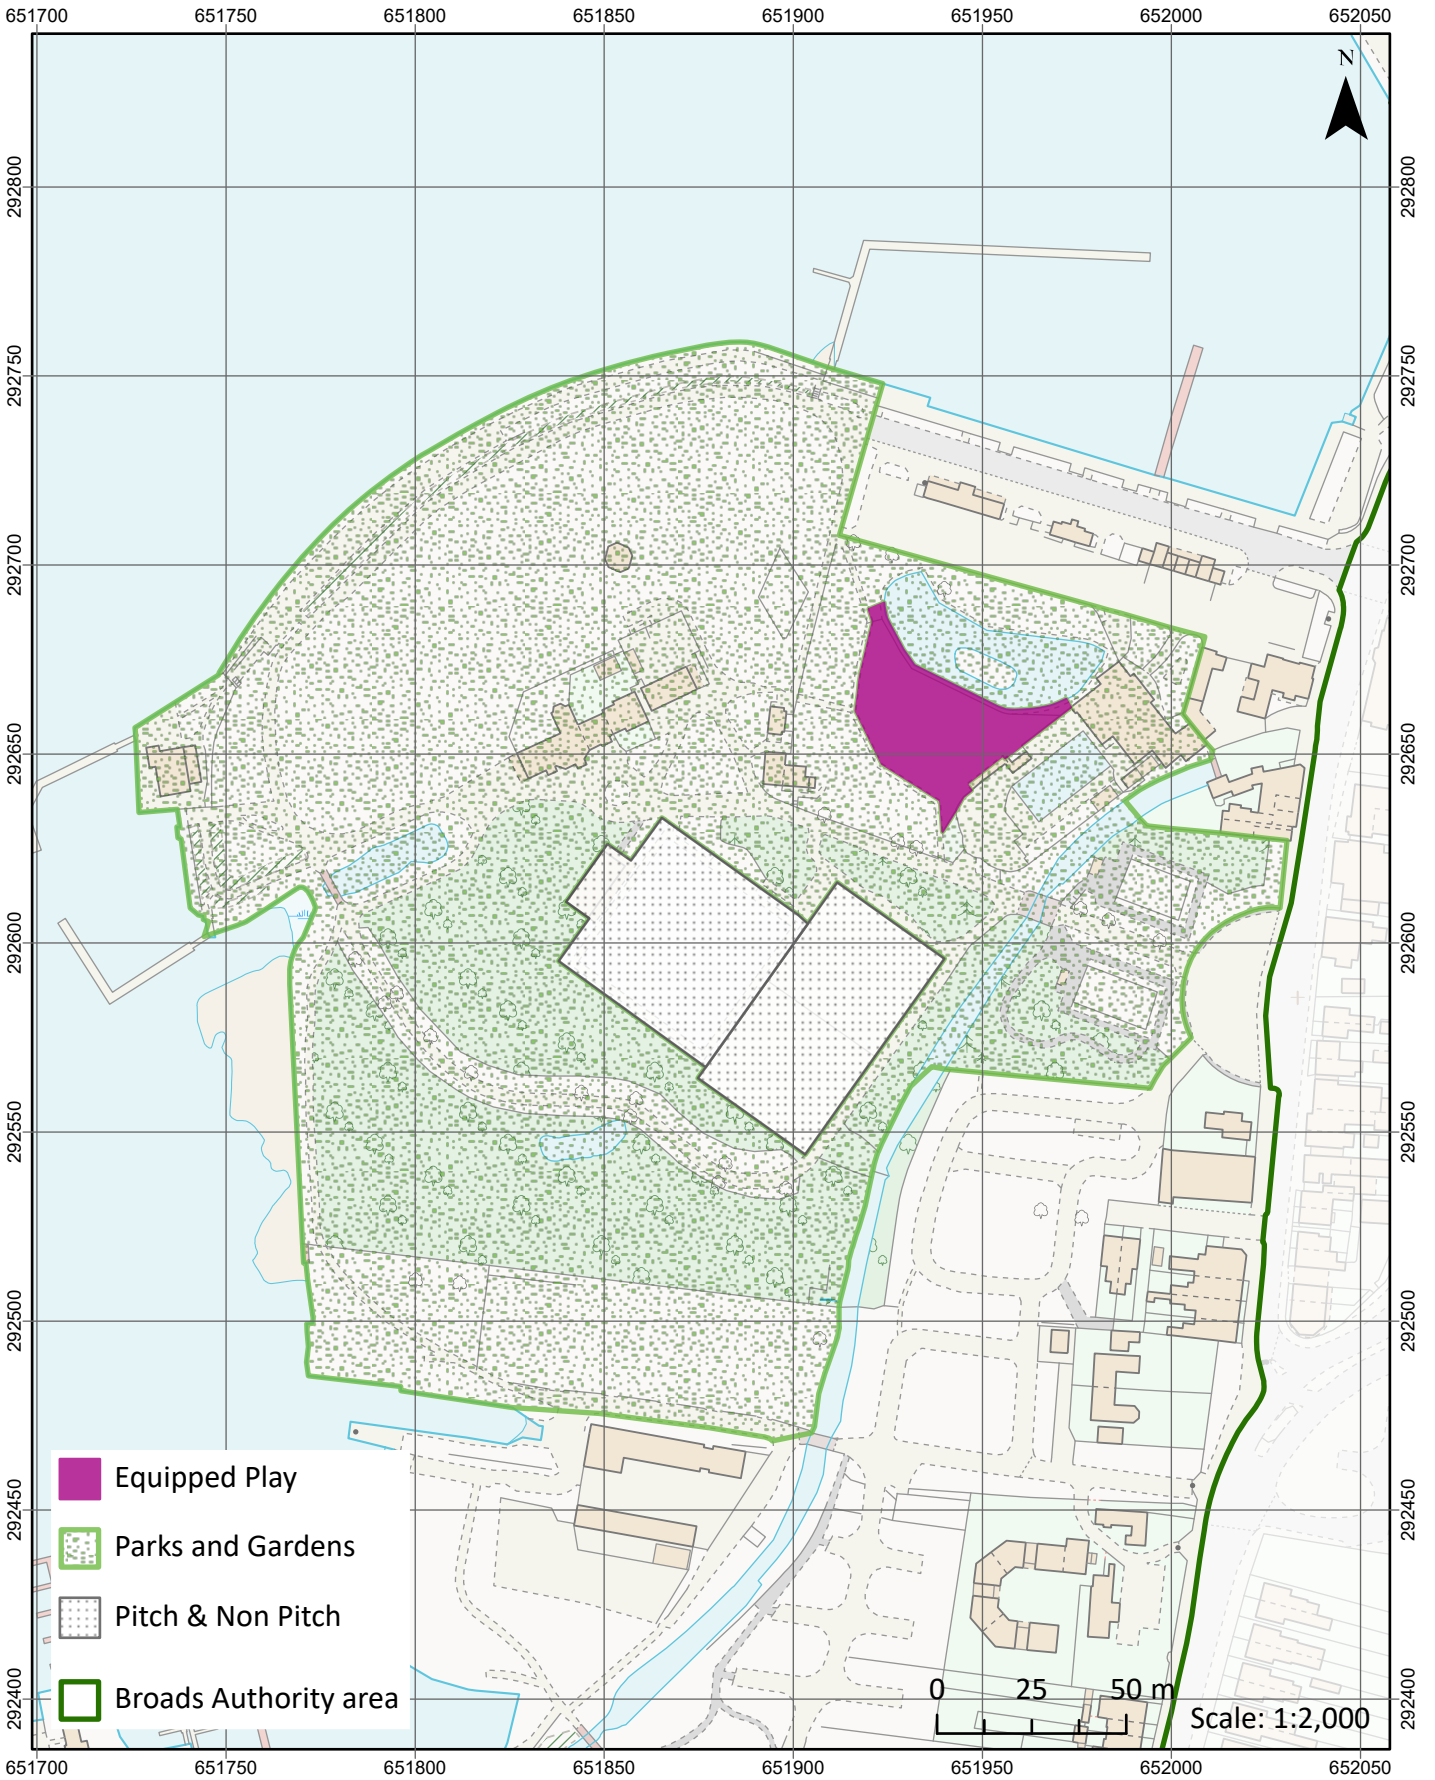 651700 651750 651800 651850 651900 651950 652000 652050
N
292800 292800
292750 292750
292700 292700
292650 292650
292600 292600
292550 292550
292500 292500
292450 292450
292400 292400
Equipped Play
Parks and Gardens
Pitch & Non Pitch
Broads Authority area
0 25 50 m
Scale: 1:2,000
651700 651750 651800 651850 651900 651950 652000 652050